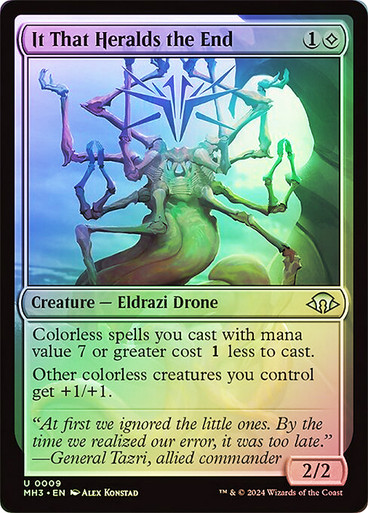 It That Heralds the End 1
Creature — Eldrazi Drone
Colorless spells you cast with mana
value 7 or greater cost 1 less to cast.
Other colorless creatures you control
get +1/+1.
“At first we ignored the little ones. By the
time we realized our error, it was too late.”
—General Tazri, allied commander
2/2
U 0009
MH3 • EN Alex Konstad
™ & © 2024 Wizards of the Coast